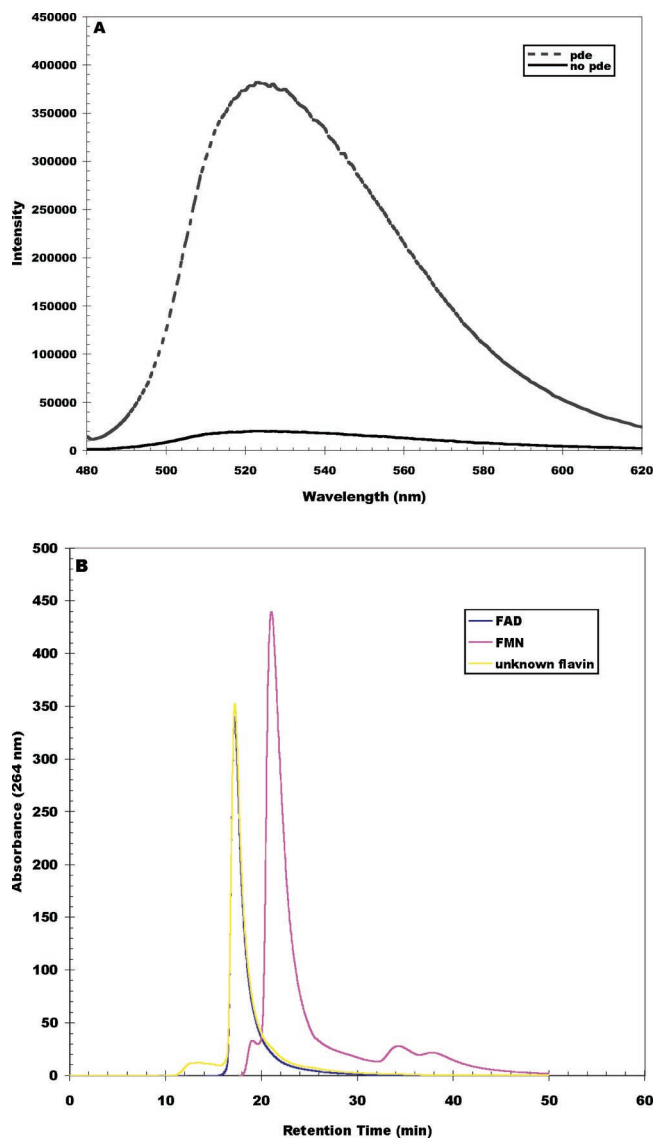 A
450000
400000
350000
300000
250000
200000
150000
100000
50000
0
Intensity
pde
no pde
480 500 520 540 560 580 600 620
Wavelength (nm)
B
500
450
400
350
300
250
200
150
100
50
0
Absorbance (264 nm)
FAD
FMN
unknown flavin
0 10 20 30 40 50 60
Retention Time (min)